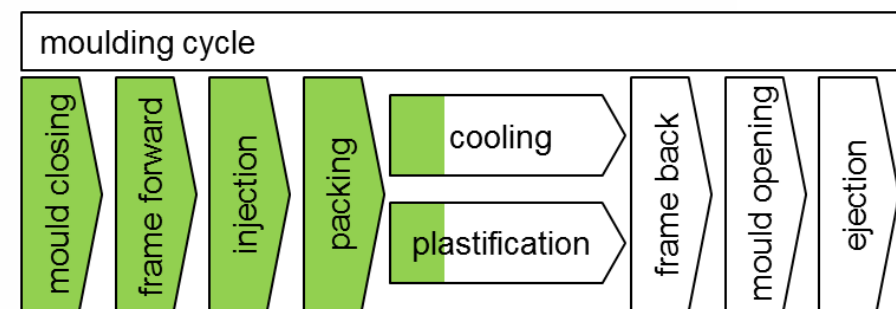 moulding cycle
mould closing
frame forward
injection
packing
cooling
plastification
frame back
mould opening
ejection